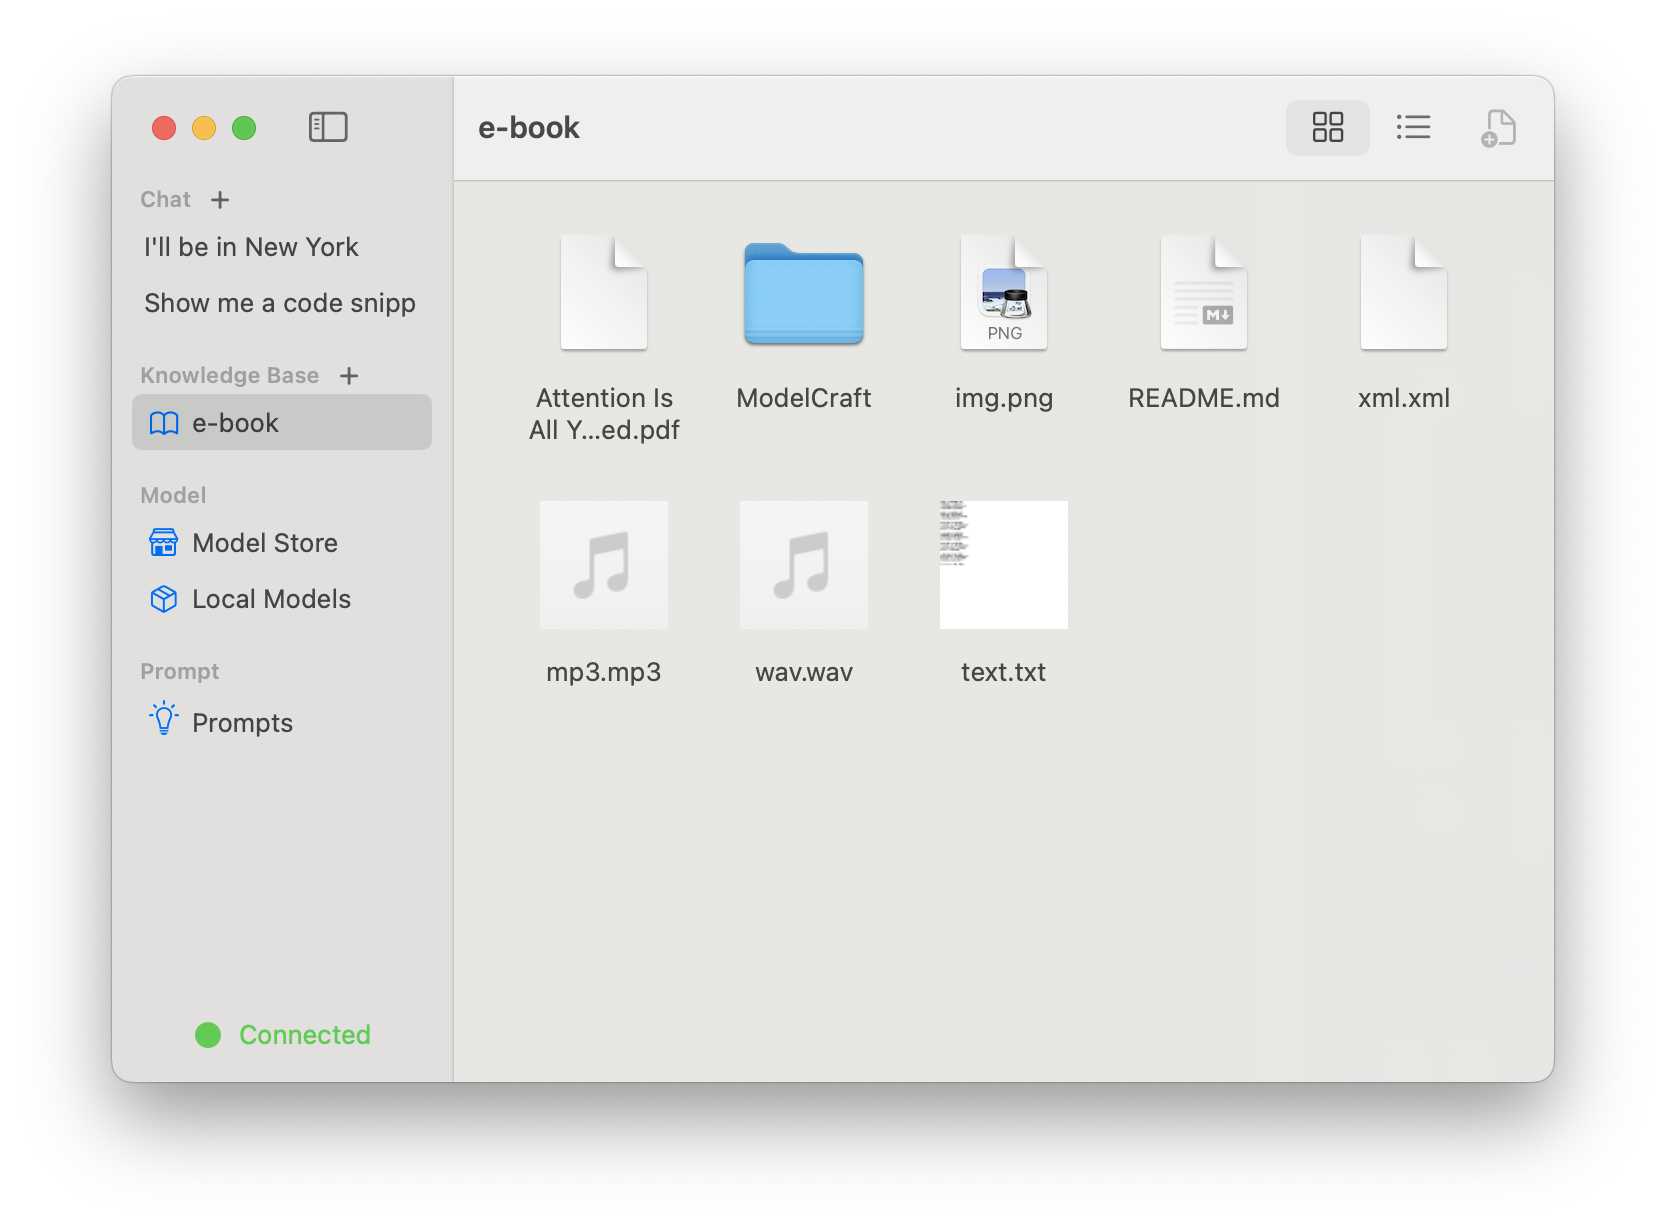 e-book
Chat +
I'll be in New York
Show me a code snipp
Knowledge Base +
e-book
Model
Model Store
Local Models
Prompt
Prompts
Connected
PNG
M↓
Attention Is
All Y...ed.pdf
ModelCraft
img.png
README.md
xml.xml
mp3.mp3
wav.wav
text.txt